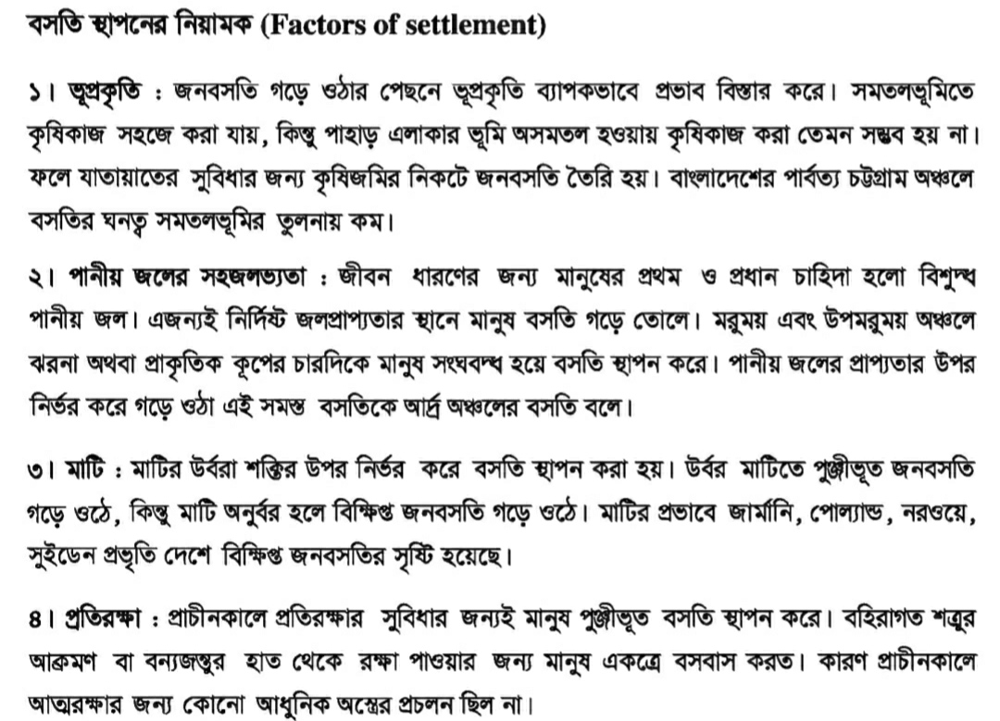 বসতি স্থাপনের নিয়ামক (Factors of settlement)
১। ভূপ্রকৃতি : জনবসতি গড়ে ওঠার পেছনে ভূপ্রকৃতি ব্যাপকভাবে প্রভাব বিস্তার করে। সমতলভূমিতে
কৃষিকাজ সহজে করা যায়, কিন্তু পাহাড় এলাকার ভূমি অসমতল হওয়ায় কৃষিকাজ করা তেমন সম্ভব হয় না।
ফলে যাতায়াতের সুবিধার জন্য কৃষিজমির নিকটে জনবসতি তৈরি হয়। বাংলাদেশের পার্বত্য চট্টগ্রাম অঞ্চলে
বসতির ঘনত্ব সমতলভূমির তুলনায় কম।
২। পানীয় জলের সহজলভ্যতা : জীবন ধারণের জন্য মানুষের প্রথম ও প্রধান চাহিদা হলো বিশুদ্ধ
পানীয় জল। এজন্যই নির্দিষ্ট জলপ্রাপ্যতার স্থানে মানুষ বসতি গড়ে তোলে। মরুময় এবং উপমরুময় অঞ্চলে
ঝরনা অথবা প্রাকৃতিক কূপের চারদিকে মানুষ সংঘবদ্ধ হয়ে বসতি স্থাপন করে। পানীয় জলের প্রাপ্যতার উপর
নির্ভর করে গড়ে ওঠা এই সমস্ত বসতিকে আর্দ্র অঞ্চলের বসতি বলে।
৩। মাটি : মাটির উর্বরা শক্তির উপর নির্ভর করে বসতি স্থাপন করা হয়। উর্বর মাটিতে পুঞ্জীভূত জনবসতি
গড়ে ওঠে, কিন্তু মাটি অনুর্বর হলে বিক্ষিপ্ত জনবসতি গড়ে ওঠে। মাটির প্রভাবে জার্মানি, পোল্যান্ড, নরওয়ে,
সুইডেন প্রভৃতি দেশে বিক্ষিপ্ত জনবসতির সৃষ্টি হয়েছে।
৪। প্রতিরক্ষা : প্রাচীনকালে প্রতিরক্ষার সুবিধার জন্যই মানুষ পুঞ্জীভূত বসতি স্থাপন করে। বহিরাগত শত্রুর
আক্রমণ বা বন্যজন্তুর হাত থেকে রক্ষা পাওয়ার জন্য মানুষ একত্রে বসবাস করত। কারণ প্রাচীনকালে
আত্মরক্ষার জন্য কোনো আধুনিক অস্ত্রের প্রচলন ছিল না।